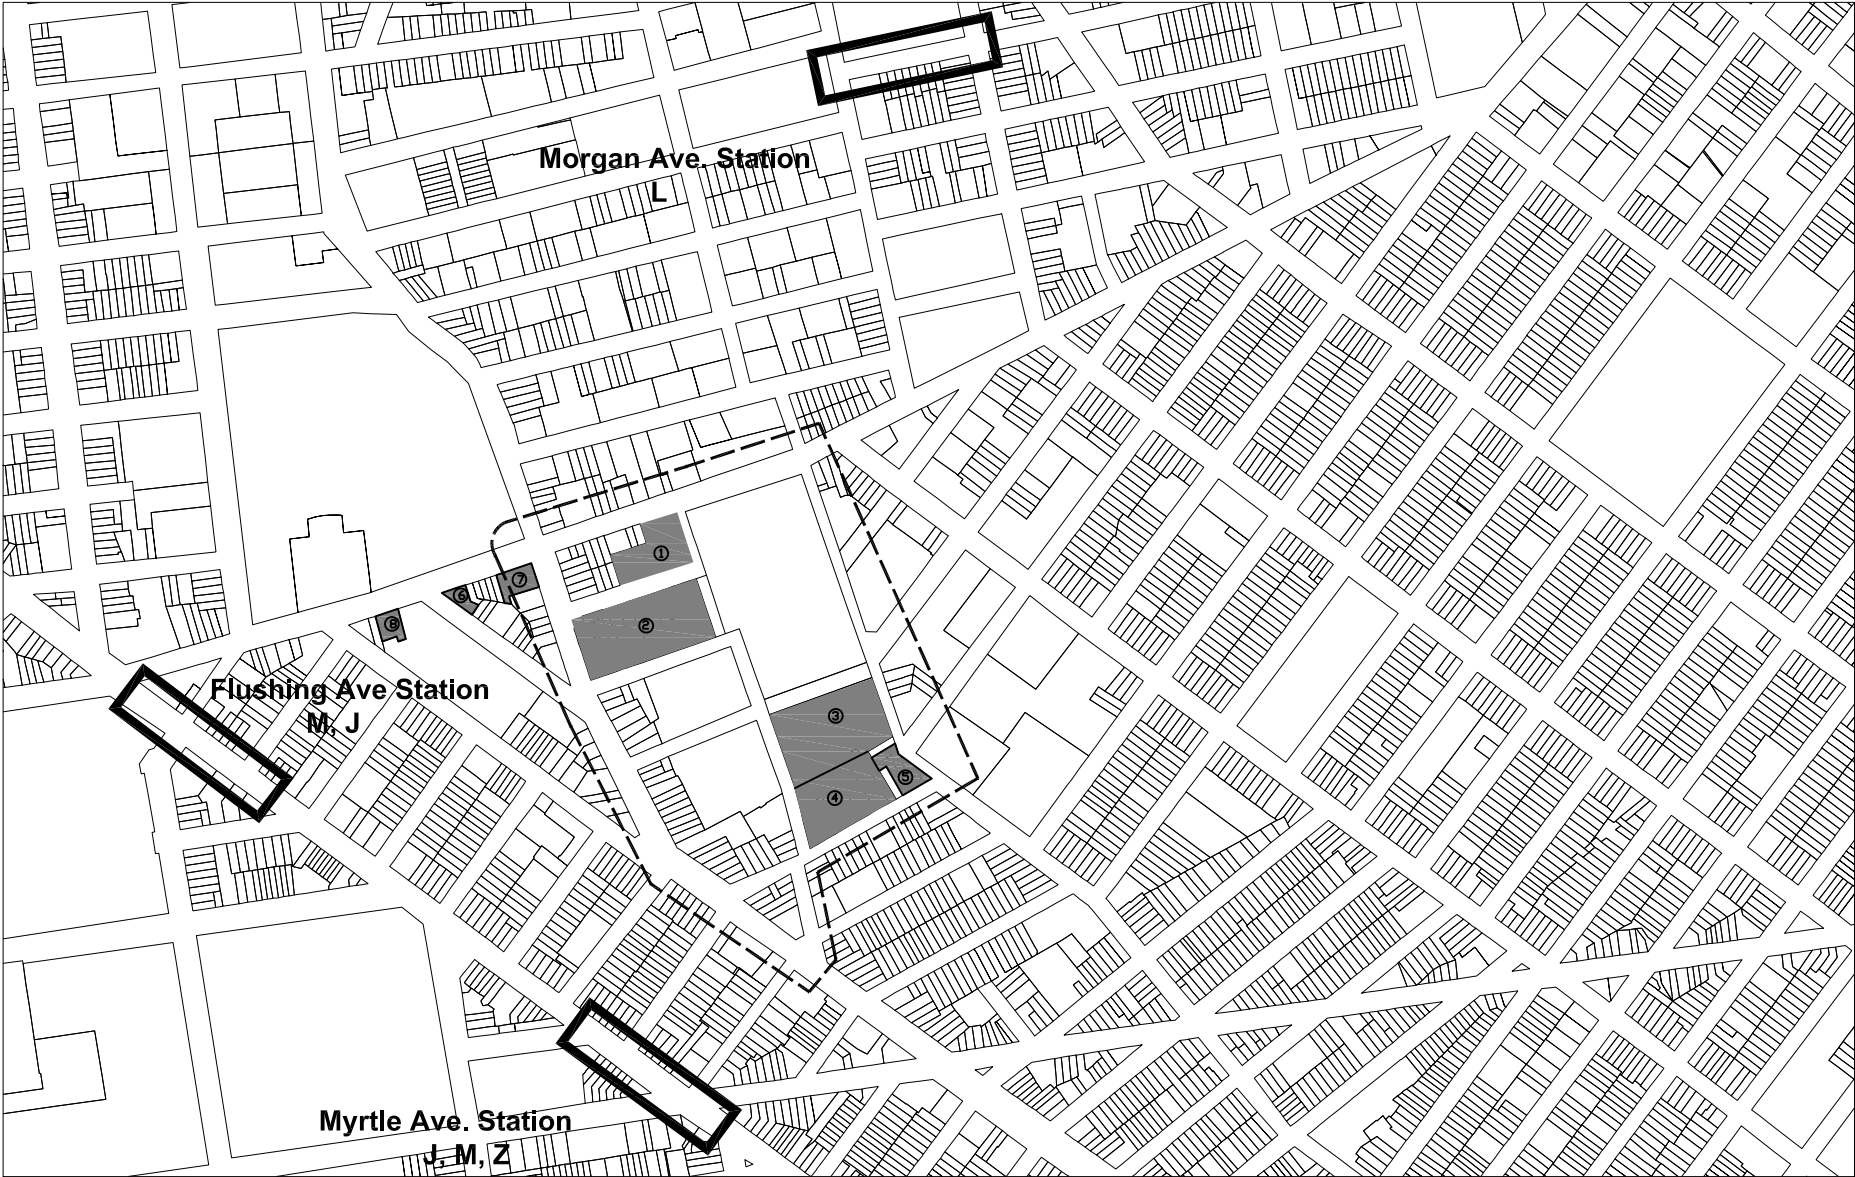 Morgan Ave. Station
L
①
②
⑦
⑥
⑧
Flushing Ave Station
M, J
③
⑤
④
Myrtle Ave. Station
J, M, Z